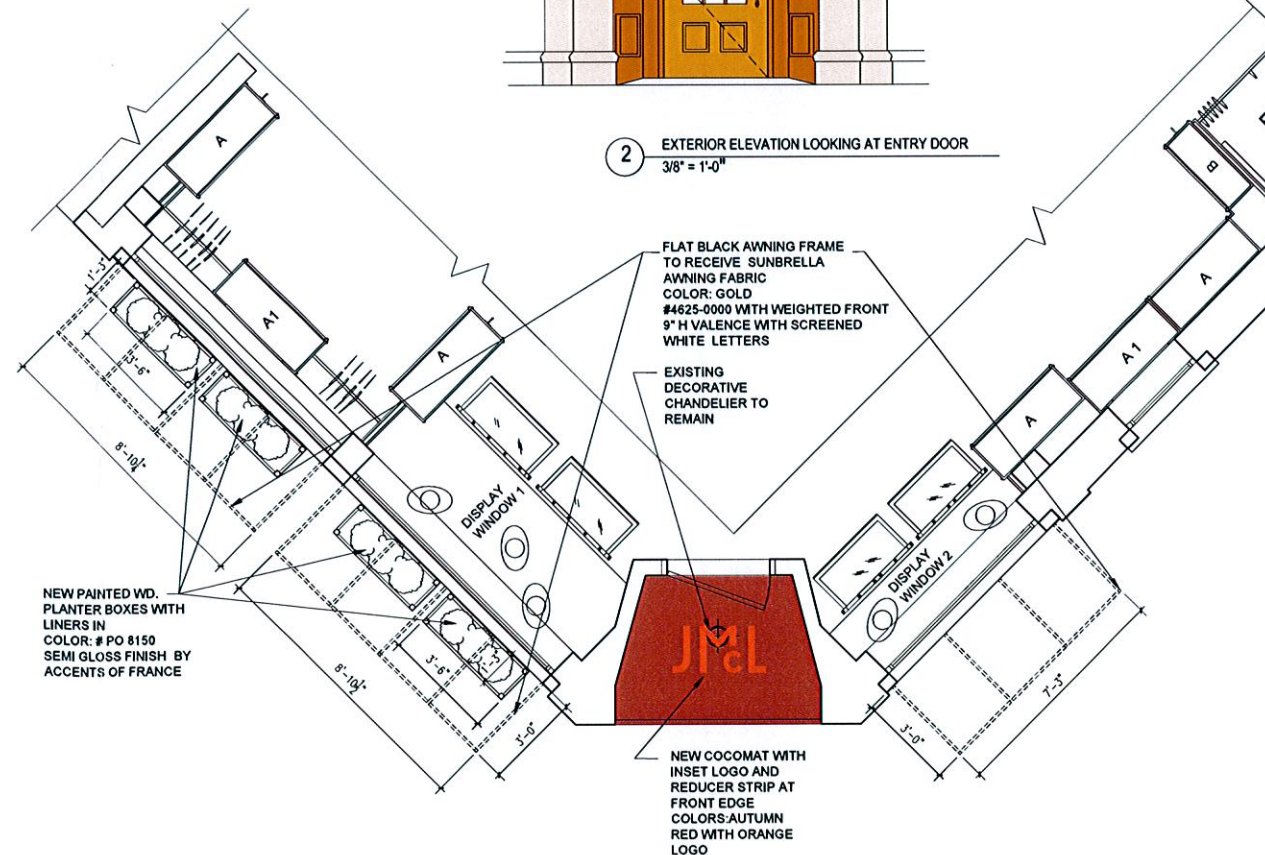 2
EXTERIOR ELEVATION LOOKING AT ENTRY DOOR
3/8" = 1'-0"
FLAT BLACK AWNING FRAME
TO RECEIVE SUNBRELLA
AWNING FABRIC
COLOR: GOLD
#4625-0000 WITH WEIGHTED FRONT
9" H VALENCE WITH SCREENED
WHITE LETTERS
EXISTING
DECORATIVE
CHANDELIER TO
REMAIN
A
A1
A
B
A
A 1
A
1'-3"
3'-6"
8'-10½"
DISPLAY
WINDOW 1
DISPLAY
WINDOW 2
NEW PAINTED WD.
PLANTER BOXES WITH
LINERS IN
COLOR: # PO 8150
SEMI GLOSS FINISH BY
ACCENTS OF FRANCE
3'-6"
1'-3"
8'-10½"
3'-0"
JMcL
3'-0"
7'-3"
NEW COCOMAT WITH
INSET LOGO AND
REDUCER STRIP AT
FRONT EDGE
COLORS:AUTUMN
RED WITH ORANGE
LOGO